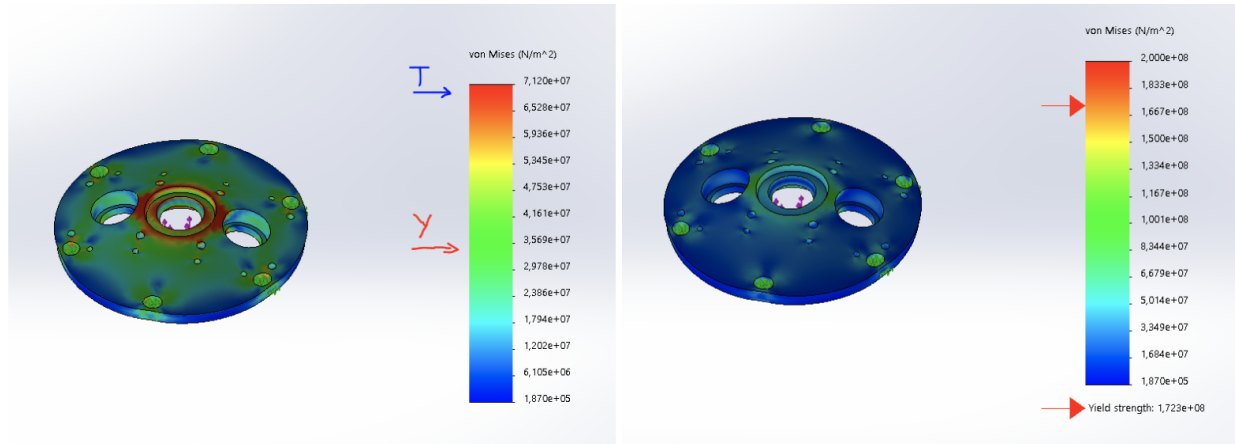 von Mises (N/m^2)
T
7,120e+07
6,528e+07
5,936e+07
5,345e+07
4,753e+07
4,161e+07
Y
3,569e+07
2,978e+07
2,386e+07
1,794e+07
1,202e+07
6,105e+06
1,870e+05
von Mises (N/m^2)
2,000e+08
1,833e+08
1,667e+08
1,500e+08
1,334e+08
1,167e+08
1,001e+08
8,344e+07
6,679e+07
5,014e+07
3,349e+07
1,684e+07
1,870e+05
Yield strength: 1,723e+08